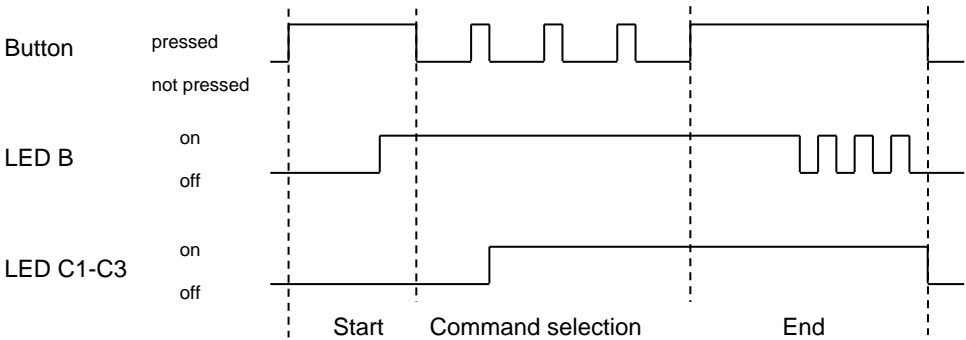 Button
pressed
not pressed
LED B
on
off
LED C1-C3
on
off
Start
Command selection
End